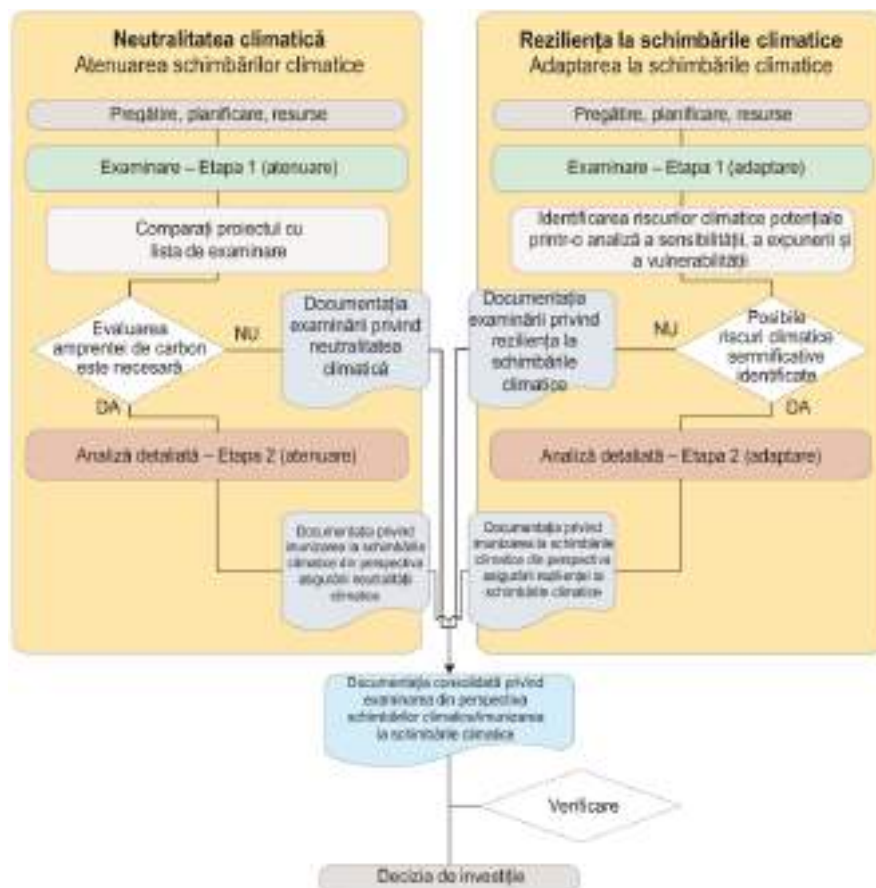 Neutralitatea climatică
Atenuarea schimbărilor climatice
Pregătire, planificare, resurse
Examinare – Etapa 1 (atenuare)
Comparați proiectul cu
lista de examinare
Evaluarea
amprentei de carbon
este necesară
NU
DA
Documentația
examinării privind
neutralitatea
climatică
Analiză detaliată – Etapa 2 (atenuare)
Documentația privind
imunizarea la schimbările
climatice din perspectiva
asigurării neutralității
climatice
Reziliența la schimbările climatice
Adaptarea la schimbările climatice
Pregătire, planificare, resurse
Examinare – Etapa 1 (adaptare)
Identificarea riscurilor climatice potențiale
printr-o analiză a sensibilității, a expunerii și
a vulnerabilității
Posibile
riscuri climatice
semnificative
identificate
NU
DA
Documentația
examinării privind
reziliența la
schimbările
climatice
Analiză detaliată – Etapa 2 (adaptare)
Documentația privind
imunizarea la schimbările
climatice din perspectiva
asigurării rezilienței la
schimbările climatice
Documentația consolidată privind
examinarea din perspectiva
schimbărilor climatice/imunizarea
la schimbările climatice
Verificare
Decizia de investiție